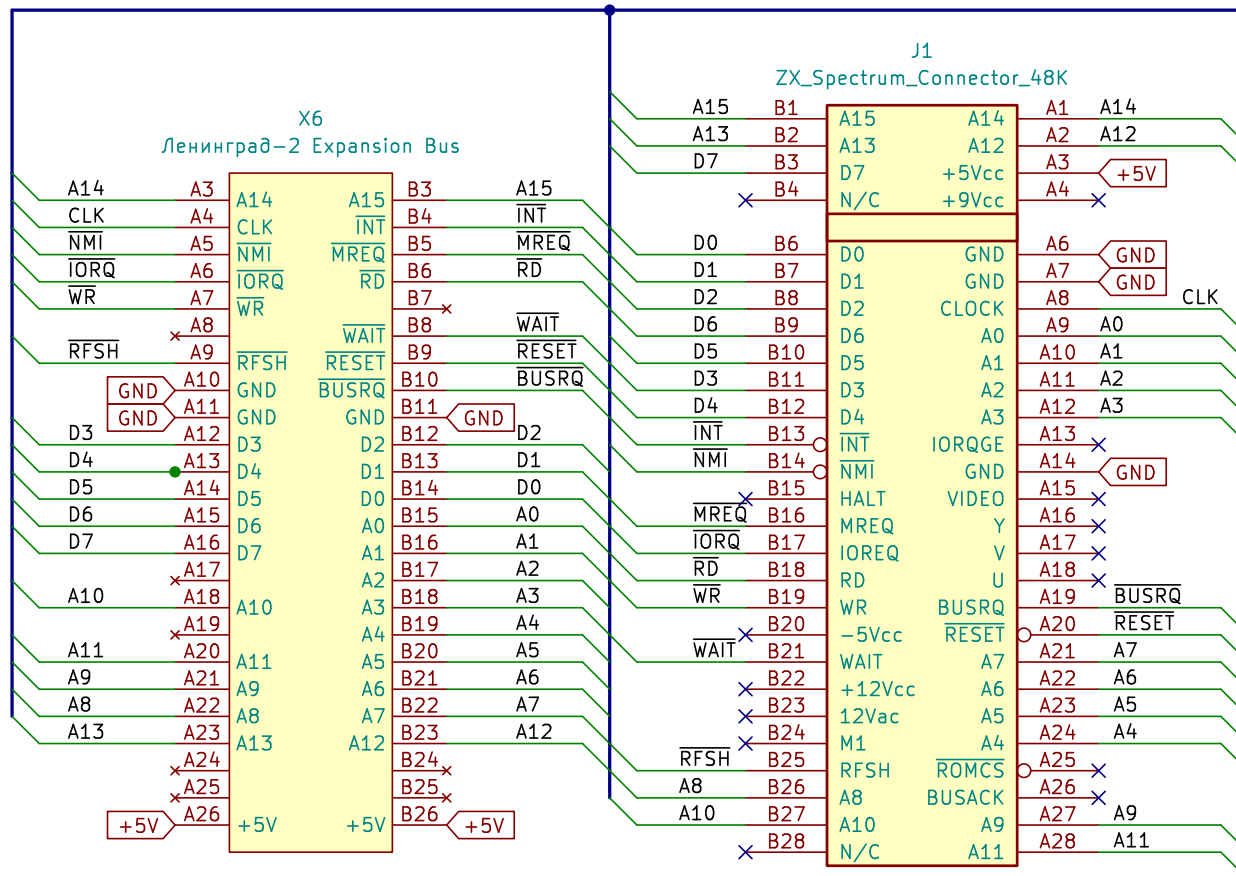 X6
Ленинград-2 Expansion Bus
A14 A3 A14 A15 B3 A15
CLK A4 CLK INT B4 INT
NMI A5 NMI MREQ B5 MREQ
IORQ A6 IORQ RD B6 RD
WR A7 WR B7
A8 WAIT B8 WAIT
RFSH A9 RFSH RESET B9 RESET
GND A10 GND BUSRQ B10 BUSRQ
GND A11 GND GND B11 GND
D3 A12 D3 D2 B12 D2
D4 A13 D4 D1 B13 D1
D5 A14 D5 D0 B14 D0
D6 A15 D6 A0 B15 A0
D7 A16 D7 A1 B16 A1
A17 A2 B17 A2
A10 A18 A10 A3 B18 A3
A19 A4 B19 A4
A11 A20 A11 A5 B20 A5
A9 A21 A9 A6 B21 A6
A8 A22 A8 A7 B22 A7
A13 A23 A13 A12 B23 A12
A24 B24
A25 B25
+5V A26 +5V +5V B26 +5V
J1
ZX_Spectrum_Connector_48K
A15 B1 A15 A14 A1 A14
A13 B2 A13 A12 A2 A12
D7 B3 D7 +5Vcc A3 +5V
B4 N/C +9Vcc A4
D0 B6 D0 GND A6 GND
D1 B7 D1 GND A7 GND
D2 B8 D2 CLOCK A8 CLK
D6 B9 D6 A0 A9 A0
D5 B10 D5 A1 A10 A1
D3 B11 D3 A2 A11 A2
D4 B12 D4 A3 A12 A3
INT B13 INT IORQGE A13
NMI B14 NMI GND A14 GND
B15 HALT VIDEO A15
MREQ B16 MREQ Y A16
IORQ B17 IOREQ V A17
RD B18 RD U A18
WR B19 WR BUSRQ A19 BUSRQ
B20 -5Vcc RESET A20 RESET
WAIT B21 WAIT A7 A21 A7
B22 +12Vcc A6 A22 A6
B23 12Vac A5 A23 A5
B24 M1 A4 A24 A4
RFSH B25 RFSH ROMCS A25
A8 B26 A8 BUSACK A26
A10 B27 A10 A9 A27 A9
B28 N/C A11 A28 A11